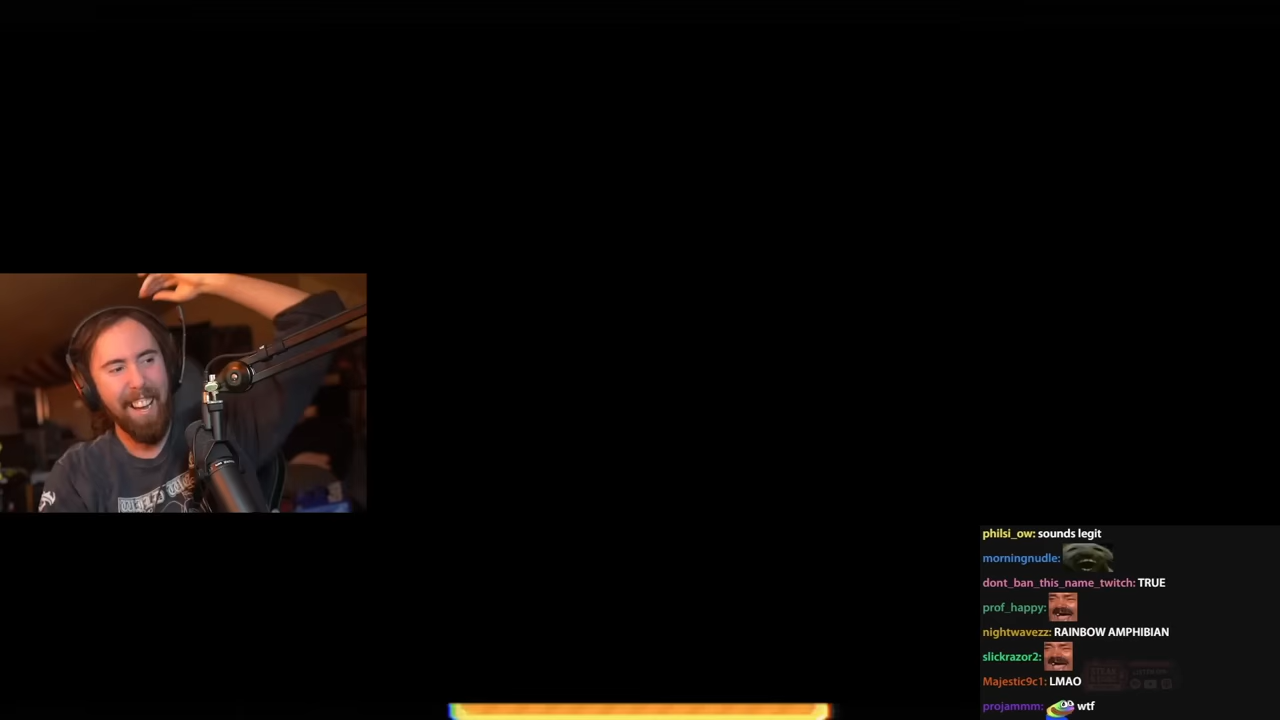 philsi_ow: sounds legit
morningnudle:
dont_ban_this_name_twitch: TRUE
prof_happy:
nightwavezz: RAINBOW AMPHIBIAN
slickrazor2:
Majestic9c1: LMAO
projammm: wtf